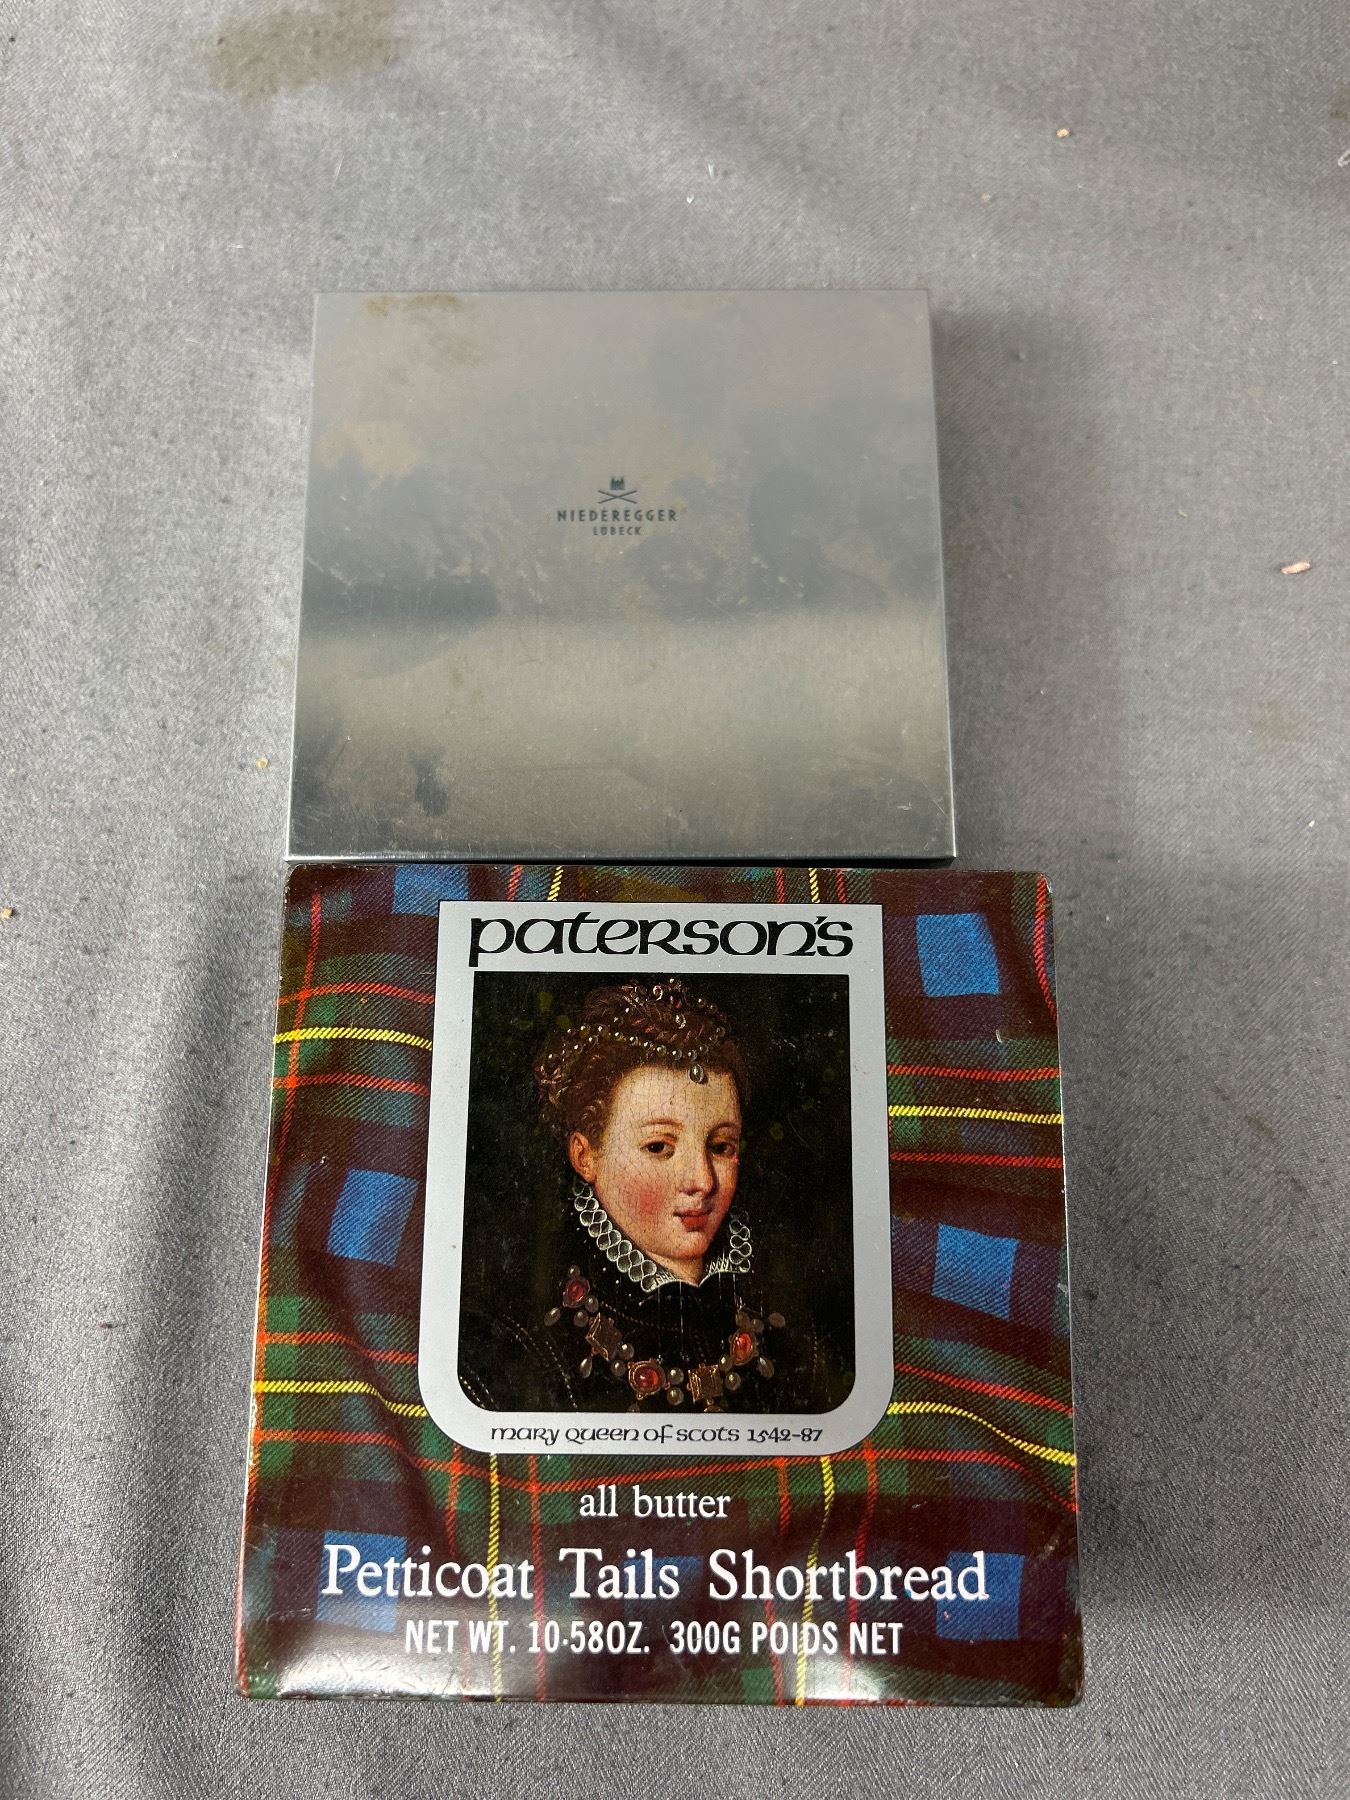 NIEDEREGGER
LÜBECK
paterson's
mary queen of scots 1542-87
all butter
Petticoat Tails Shortbread
NET WT. 10·58OZ. 300G POIDS NET